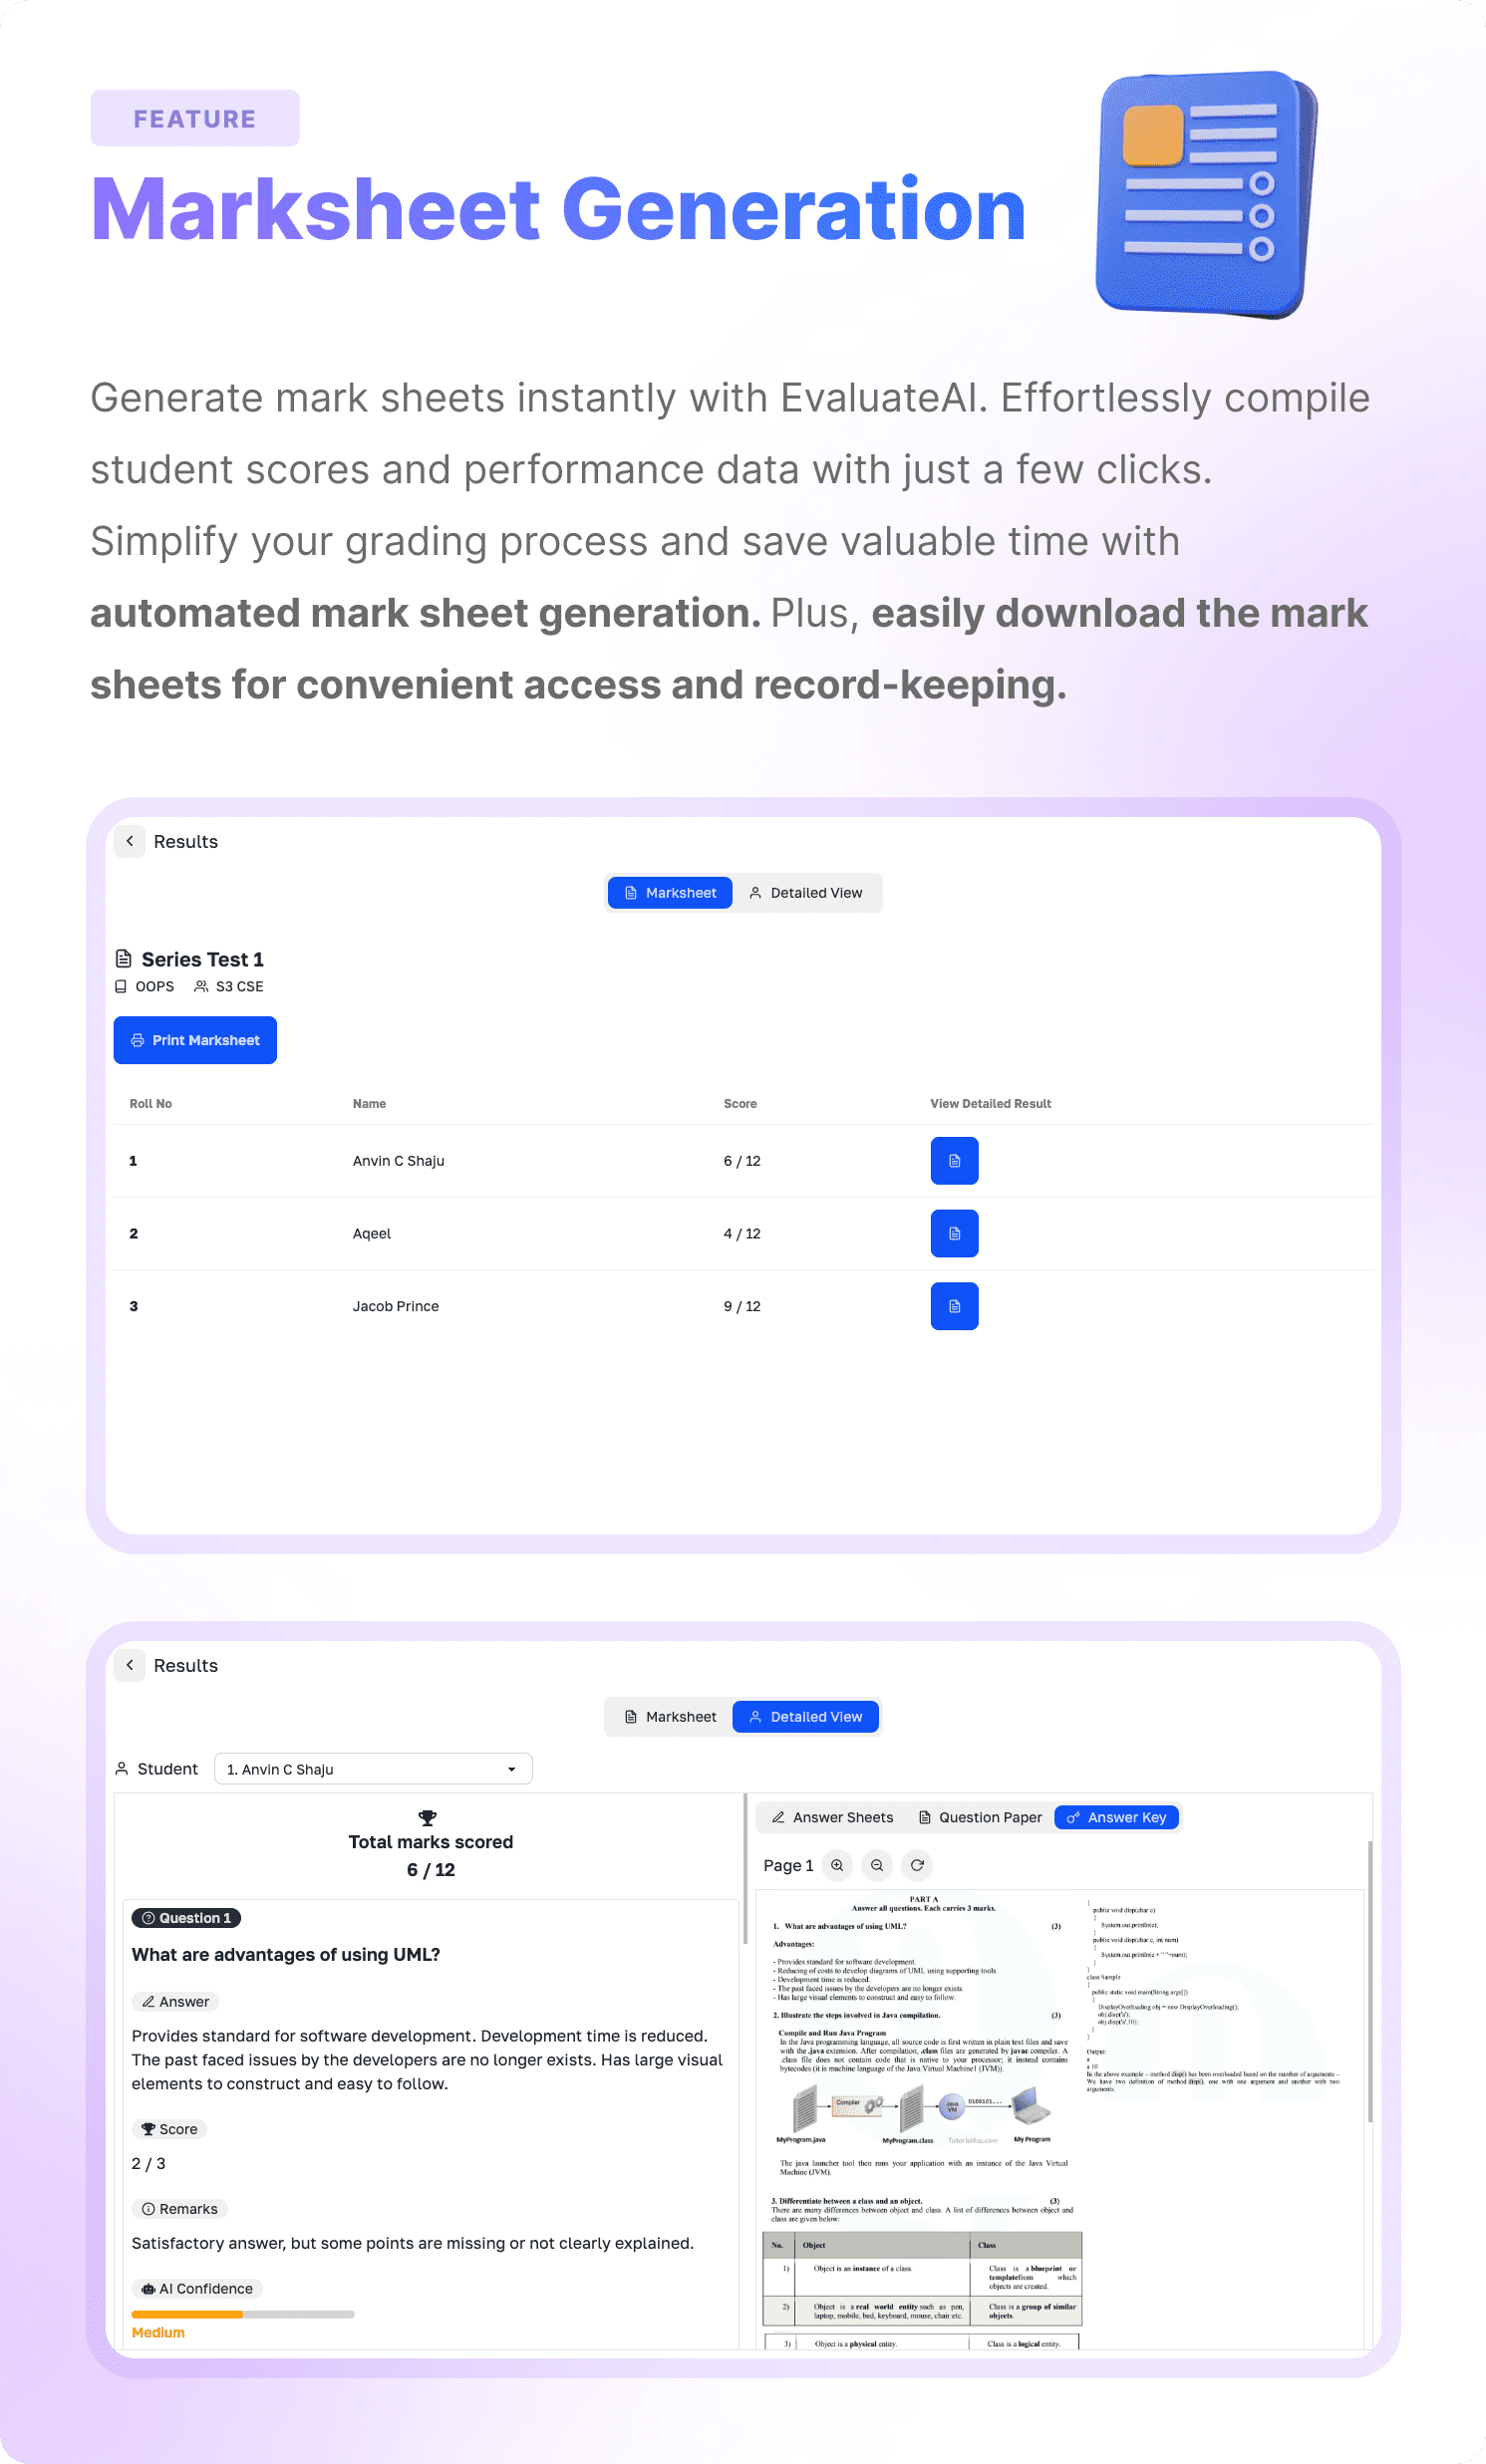 FEATURE
Marksheet Generation
Generate mark sheets instantly with EvaluateAI. Effortlessly compile
student scores and performance data with just a few clicks.
Simplify your grading process and save valuable time with
automated mark sheet generation. Plus, easily download the mark
sheets for convenient access and record-keeping.
Results
Marksheet Detailed View
Series Test 1
OOPS S3 CSE
Print Marksheet
Roll No Name Score View Detailed Result
1 Anvin C Shaju 6 / 12
2 Aqeel 4 / 12
3 Jacob Prince 9 / 12
Results
Marksheet Detailed View
Student 1. Anvin C Shaju
Total marks scored
6 / 12
Question 1
What are advantages of using UML?
Answer
Provides standard for software development. Development time is reduced.
The past faced issues by the developers are no longer exists. Has large visual
elements to construct and easy to follow.
Score
2 / 3
Remarks
Satisfactory answer, but some points are missing or not clearly explained.
AI Confidence
Medium
Answer Sheets Question Paper Answer Key
Page 1
PART A
Answer all questions. Each carries 3 marks.
1. What are advantages of using UML? (3)
Advantages:
- Provides standard for software development.
- Reducing of costs to develop diagrams of UML using supporting tools.
- Development time is reduced.
- The past faced issues by the developers are no longer exists.
- Has large visual elements to construct and easy to follow.
2. Illustrate the steps involved in Java compilation. (3)
Compile and Run Java Program
In the Java programming language, all source code is first written in plain text files and save
with the .java extension. After compilation, .class files are generated by javac compiler. A
.class file does not contain code that is native to your processor; it instead contains
bytecodes (it is machine language of the Java Virtual Machine1 (JVM)).
Compiler Java VM 0100101...
MyProgram.java MyProgram.class Tutorial4us.com My Program
The java launcher tool then runs your application with an instance of the Java Virtual
Machine (JVM).
3. Differentiate between a class and an object. (3)
There are many differences between object and class. A list of differences between object and
class are given below:
No. Object Class
1) Object is an instance of a class. Class is a blueprint or
templatefrom which
objects are created.
2) Object is a real world entity such as pen, Class is a group of similar
laptop, mobile, bed, keyboard, mouse, chair etc. objects.
3) Object is a physical entity. Class is a logical entity.
{
public void disp(char c)
{
System.out.println(c);
}
public void disp(char c, int num)
{
System.out.println(c + " "+num);
}
}
class Sample
{
public static void main(String args[])
{
DisplayOverloading obj = new DisplayOverloading();
obj.disp('a');
obj.disp('a',10);
}
}
Output:
a
a 10
In the above example – method disp() has been overloaded based on the number of arguments –
We have two definition of method disp(), one with one argument and another with two
arguments.